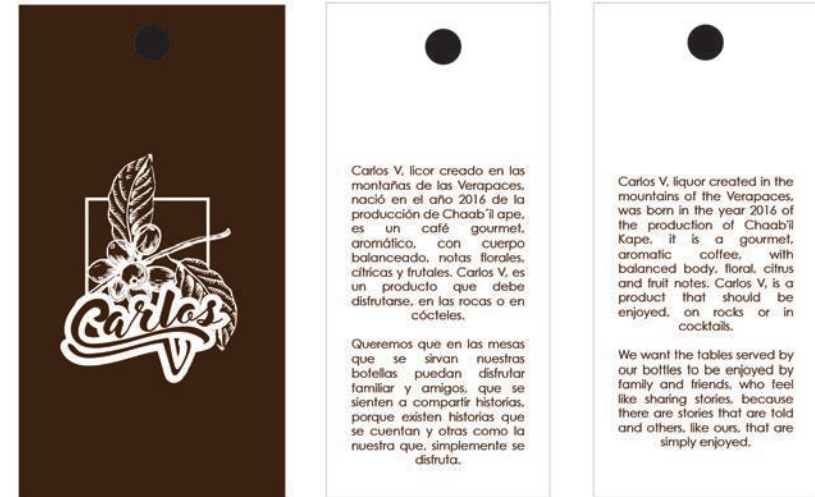 Carlos
V
Carlos V, licor creado en las
montañas de las Verapaces,
nació en el año 2016 de la
producción de Chaab´il ape,
es un café gourmet,
aromático, con cuerpo
balanceado, notas florales,
cítricas y frutales. Carlos V, es
un producto que debe
disfrutarse, en las rocas o en
cócteles.
Queremos que en las mesas
que se sirvan nuestras
botellas puedan disfrutar
familiar y amigos, que se
sienten a compartir historias,
porque existen historias que
se cuentan y otras como la
nuestra que, simplemente se
disfruta.
Carlos V, liquor created in the
mountains of the Verapaces,
was born in the year 2016 of
the production of Chaab'il
Kape, it is a gourmet,
aromatic coffee, with
balanced body, floral, citrus
and fruit notes. Carlos V, is a
product that should be
enjoyed, on rocks or in
cocktails.
We want the tables served by
our bottles to be enjoyed by
family and friends, who feel
like sharing stories, because
there are stories that are told
and others, like ours, that are
simply enjoyed.